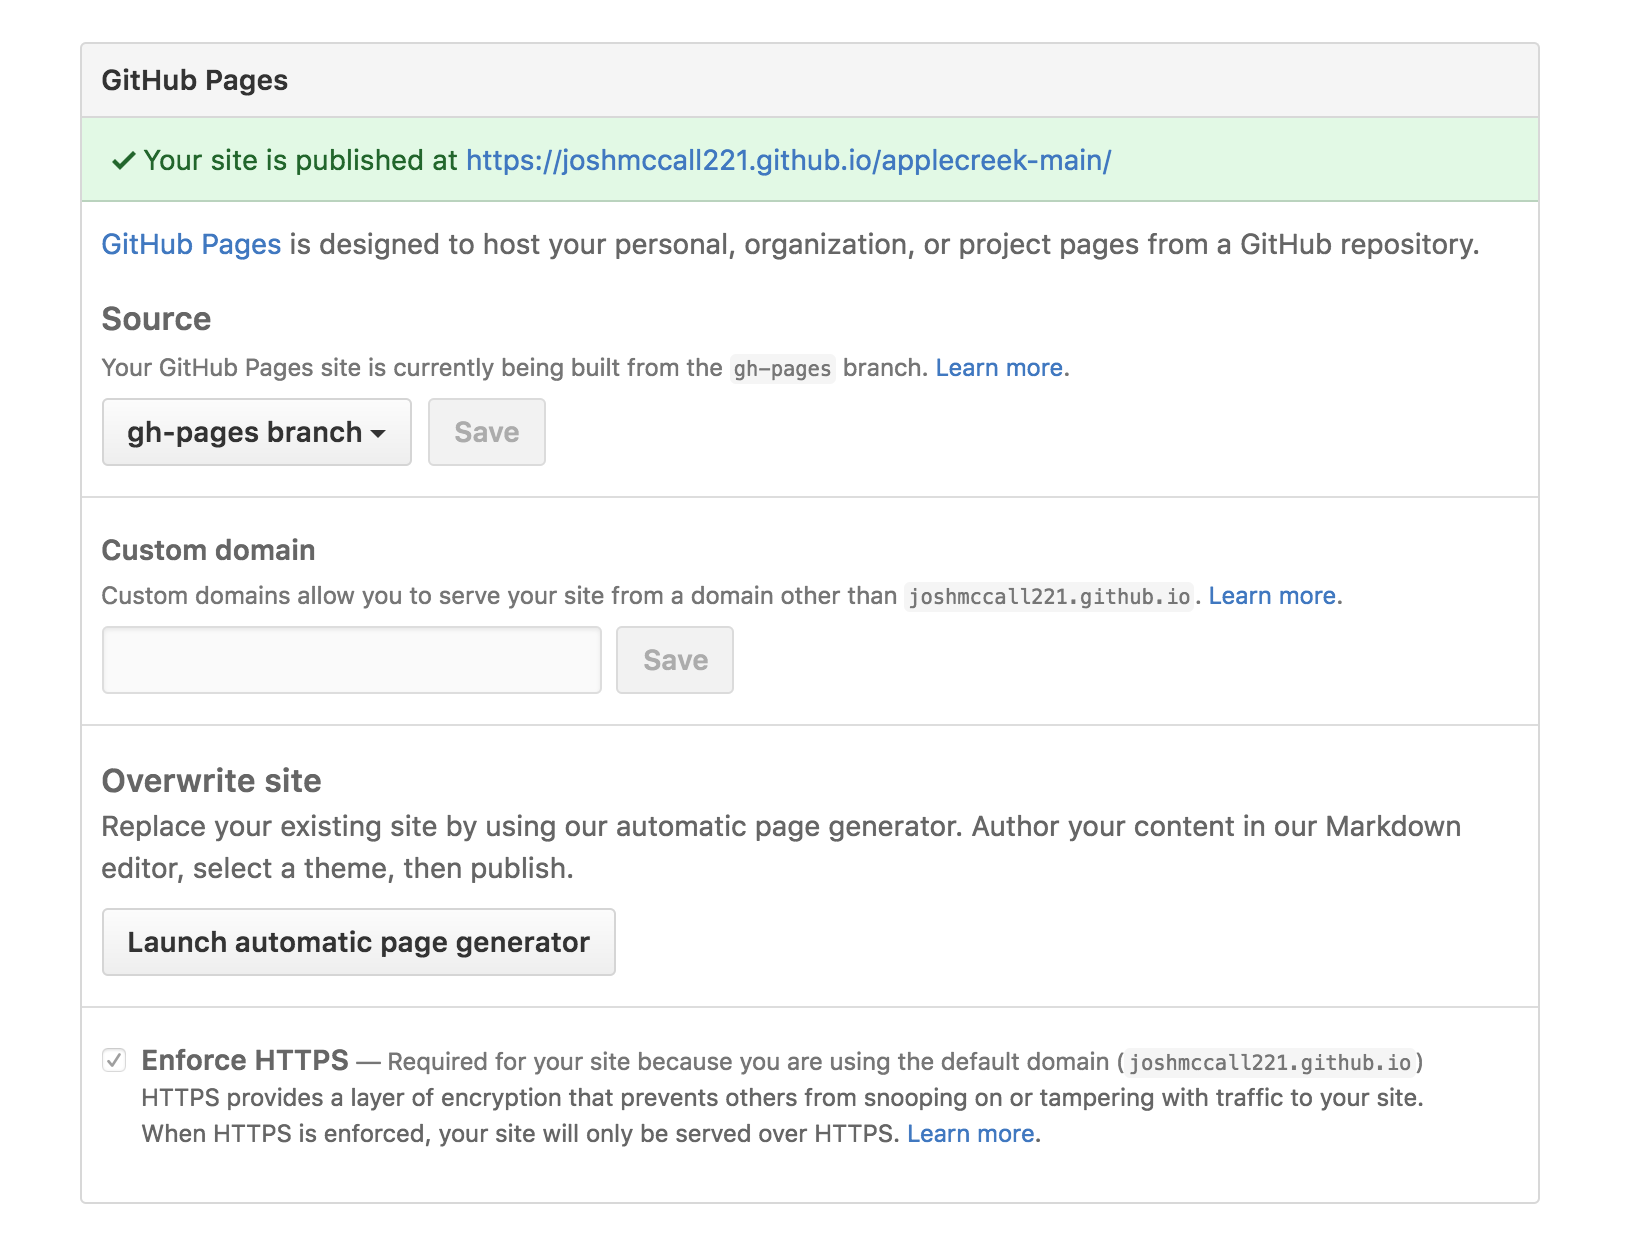 GitHub Pages
Your site is published at https://joshmccall221.github.io/applecreek-main/
GitHub Pages is designed to host your personal, organization, or project pages from a GitHub repository.
Source
Your GitHub Pages site is currently being built from the gh-pages branch. Learn more.
gh-pages branch Save
Custom domain
Custom domains allow you to serve your site from a domain other than joshmccall221.github.io. Learn more.
Save
Overwrite site
Replace your existing site by using our automatic page generator. Author your content in our Markdown
editor, select a theme, then publish.
Launch automatic page generator
Enforce HTTPS — Required for your site because you are using the default domain (joshmccall221.github.io)
HTTPS provides a layer of encryption that prevents others from snooping on or tampering with traffic to your site.
When HTTPS is enforced, your site will only be served over HTTPS. Learn more.